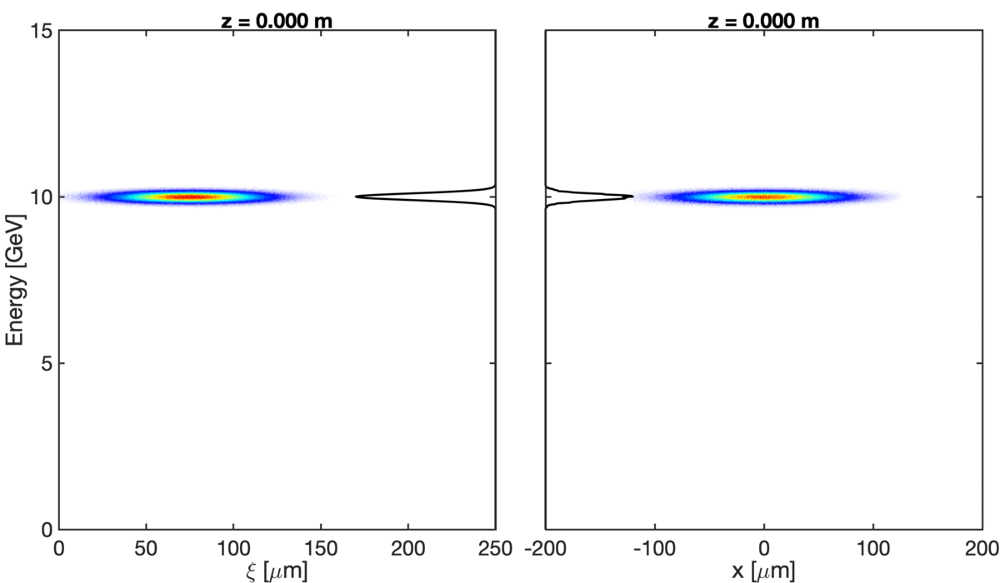 z = 0.000 m
z = 0.000 m
15
10
5
0
Energy [GeV]
0 50 100 150 200 250
-200 -100 0 100 200
ξ [μm]
x [μm]